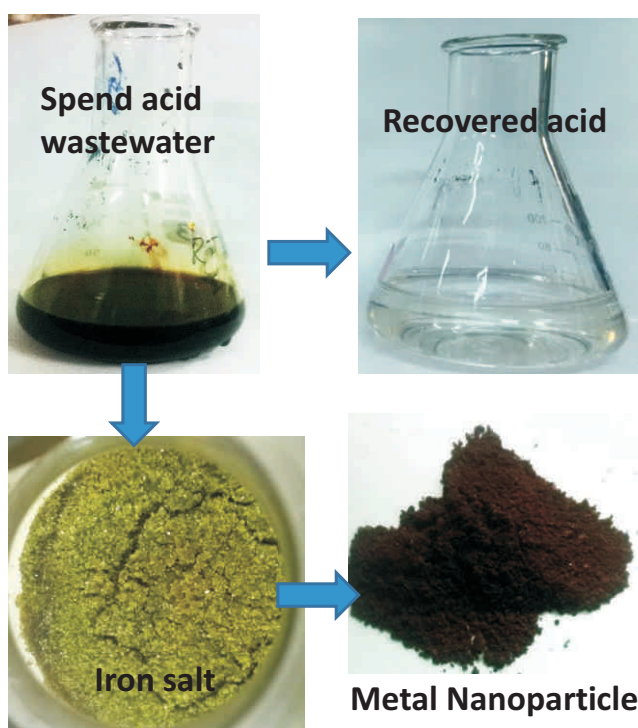 Spend acid
wastewater
Recovered acid
Iron salt
Metal Nanoparticle